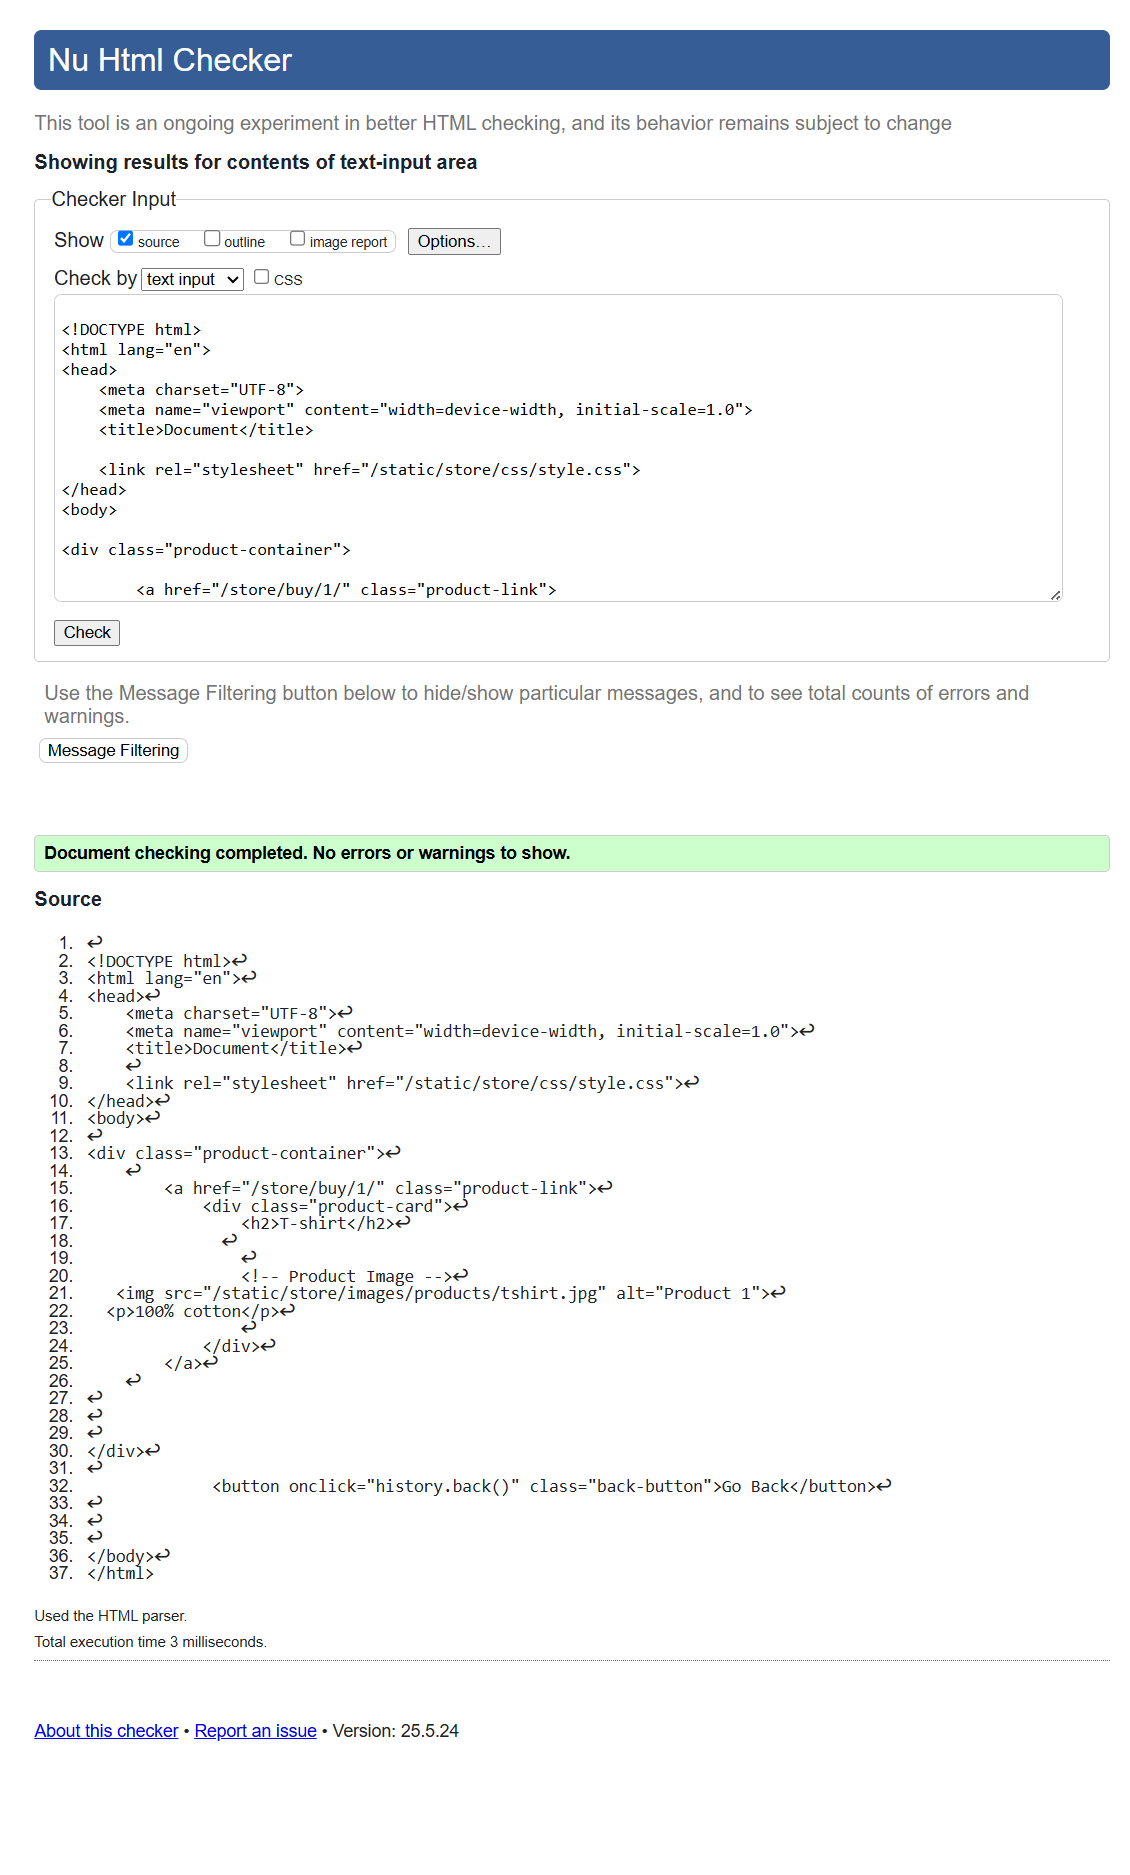 Nu Html Checker
This tool is an ongoing experiment in better HTML checking, and its behavior remains subject to change
Showing results for contents of text-input area
Checker Input
Show source outline image report Options...
Check by text input CSS
<!DOCTYPE html>
<html lang="en">
<head>
    <meta charset="UTF-8">
    <meta name="viewport" content="width=device-width, initial-scale=1.0">
    <title>Document</title>
    <link rel="stylesheet" href="/static/store/css/style.css">
</head>
<body>
<div class="product-container">
        <a href="/store/buy/1/" class="product-link">
Check
Use the Message Filtering button below to hide/show particular messages, and to see total counts of errors and
warnings.
Message Filtering
Document checking completed. No errors or warnings to show.
Source
1. ↩
2. <!DOCTYPE html>↩
3. <html lang="en">↩
4. <head>↩
5.     <meta charset="UTF-8">↩
6.     <meta name="viewport" content="width=device-width, initial-scale=1.0">↩
7.     <title>Document</title>↩
8.     ↩
9.     <link rel="stylesheet" href="/static/store/css/style.css">↩
10. </head>↩
11. <body>↩
12. ↩
13. <div class="product-container">↩
14.     ↩
15.         <a href="/store/buy/1/" class="product-link">↩
16.             <div class="product-card">↩
17.                 <h2>T-shirt</h2>↩
18.               ↩
19.                 ↩
20.                 <!-- Product Image -->↩
21.    <img src="/static/store/images/products/tshirt.jpg" alt="Product 1">↩
22.   <p>100% cotton</p>↩
23.                 ↩
24.             </div>↩
25.         </a>↩
26.     ↩
27. ↩
28. ↩
29. ↩
30. </div>↩
31. ↩
32.              <button onclick="history.back()" class="back-button">Go Back</button>↩
33. ↩
34. ↩
35. ↩
36. </body>↩
37. </html>
Used the HTML parser.
Total execution time 3 milliseconds.
About this checker • Report an issue • Version: 25.5.24